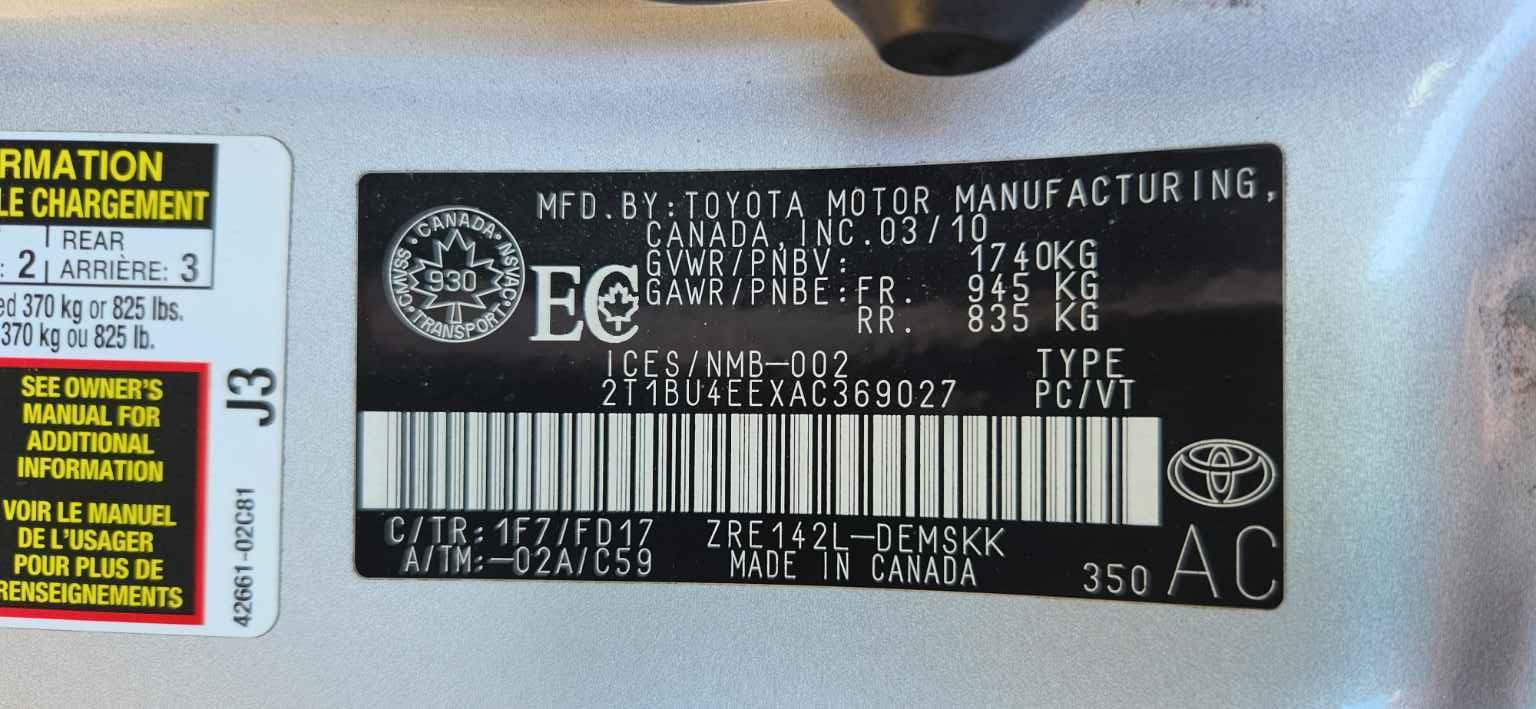 RMATION
LE CHARGEMENT
: 2 | REAR
ARRIÈRE: 3
ed 370 kg or 825 lbs.
370 kg ou 825 lb.
SEE OWNER'S
MANUAL FOR
ADDITIONAL
INFORMATION
VOIR LE MANUEL
DE L'USAGER
POUR PLUS DE
RENSEIGNEMENTS
J3
42661-02C81
CANADA · NSVAC · TRANSPORT · CMVSS ·
930
EC
MFD. BY: TOYOTA MOTOR MANUFACTURING,
CANADA, INC. 03/10
GVWR/PNBV: 1740KG
GAWR/PNBE: FR. 945 KG
RR. 835 KG
ICES/NMB-002 TYPE
2T1BU4EEXAC369027 PC/VT
C/TR: 1F7/FD17 ZRE142L-DEMSKK
A/TM: -02A/C59 MADE IN CANADA
350 AC